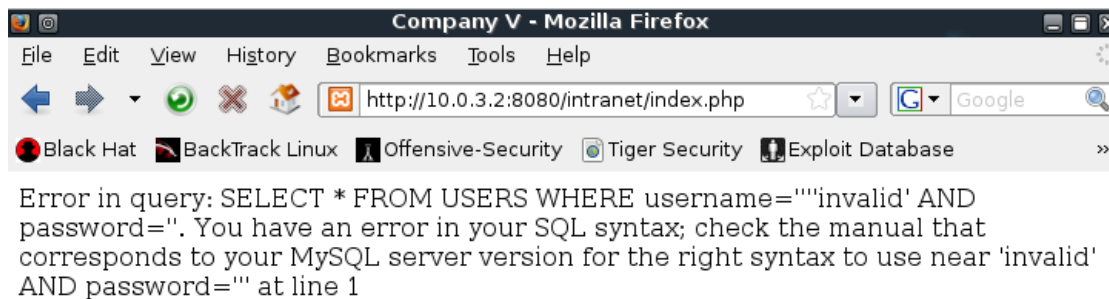 Company V - Mozilla Firefox
File Edit View History Bookmarks Tools Help
http://10.0.3.2:8080/intranet/index.php G Google
Black Hat BackTrack Linux Offensive-Security Tiger Security Exploit Database »
Error in query: SELECT * FROM USERS WHERE username=''''invalid' AND
password=''. You have an error in your SQL syntax; check the manual that
corresponds to your MySQL server version for the right syntax to use near 'invalid'
AND password=''' at line 1